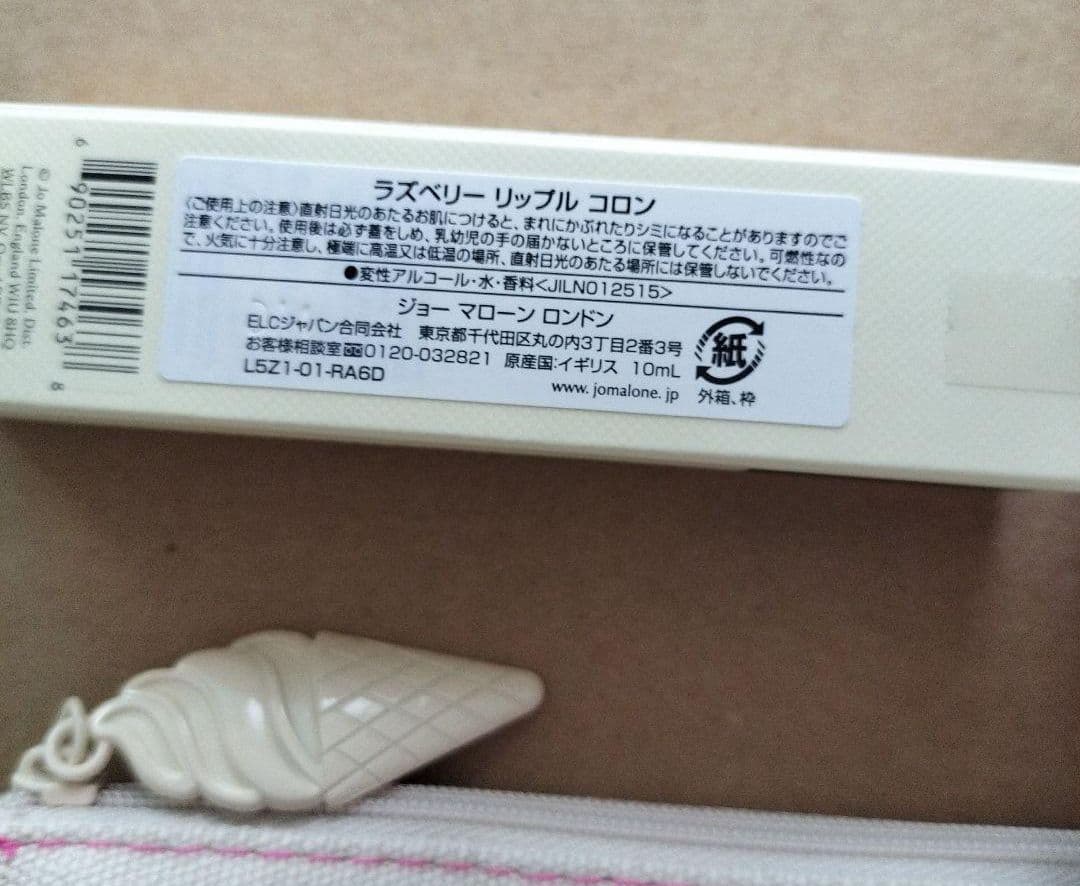 ラズベリー リップル コロン
〈ご使用上の注意〉直射日光のあたるお肌につけると、まれにかぶれたりシミになることがありますのでご
注意ください。使用後は必ず蓋をしめ、乳幼児の手の届かないところに保管してください。可燃性なの
で、火気に十分注意し、極端に高温又は低温の場所、直射日光のあたる場所には保管しないでください。
●変性アルコール・水・香料<JILN012515>
ジョー マローン ロンドン
ELCジャパン合同会社 東京都千代田区丸の内3丁目2番3号
お客様相談室 0120-032821 原産国:イギリス 10mL
L5Z1-01-RA6D
www.jomalone.jp
紙
外箱、枠
6 90251 17463 8
© Jo Malone Limited, Dist.
London, England W1U 8HQ